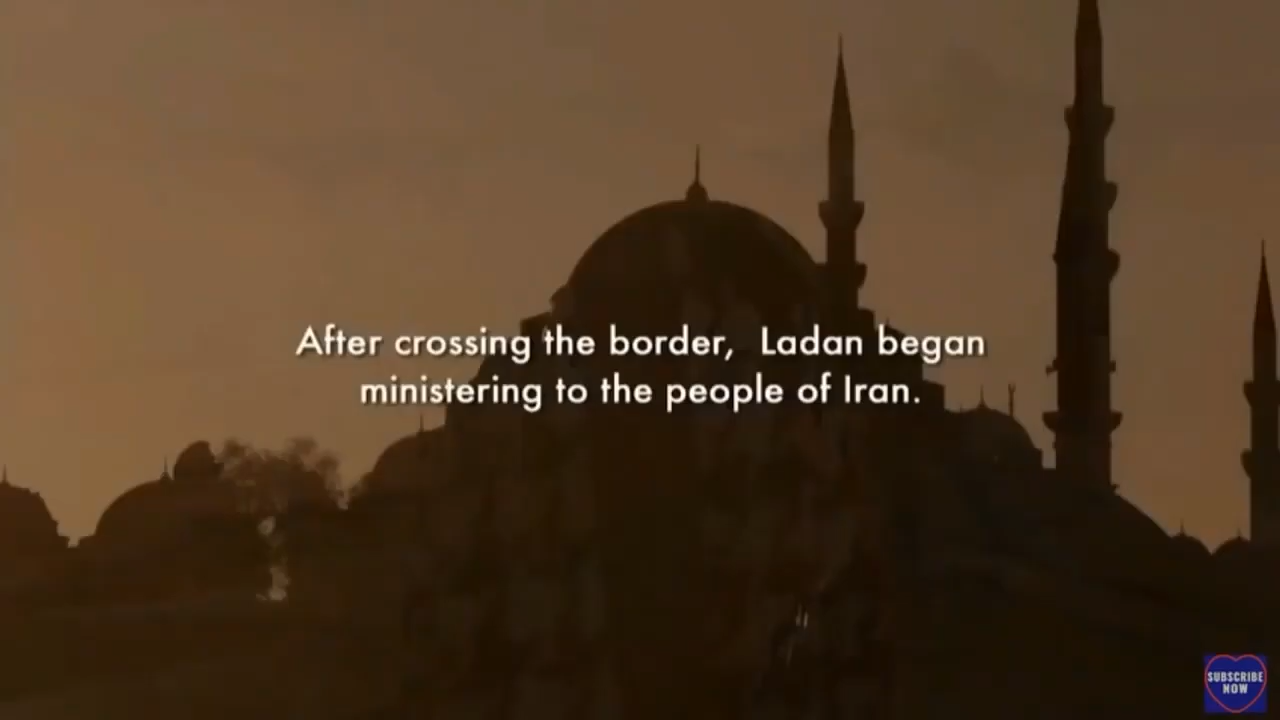 After crossing the border,  Ladan began
ministering to the people of Iran.
SUBSCRIBE
NOW